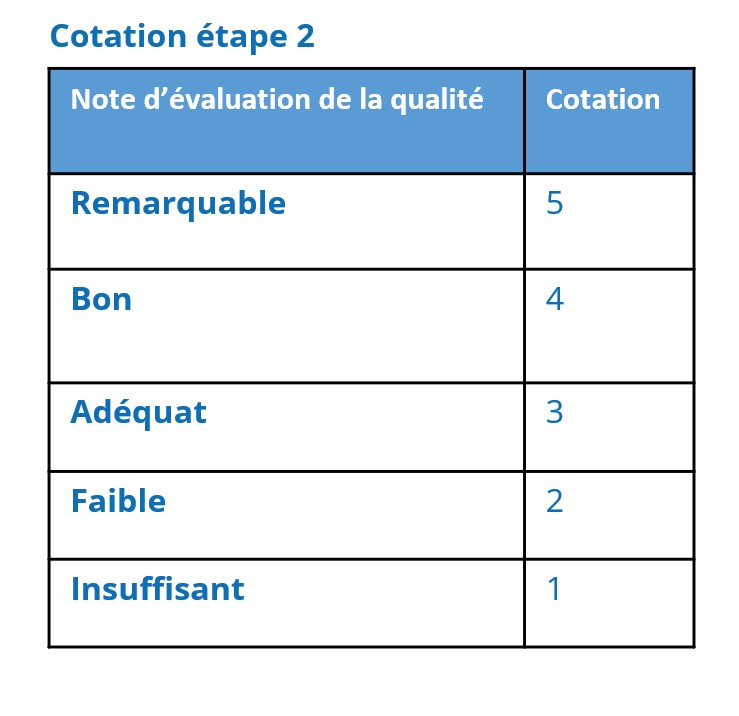 Cotation étape 2
Note d’évaluation de la qualité Cotation
Remarquable 5
Bon 4
Adéquat 3
Faible 2
Insuffisant 1